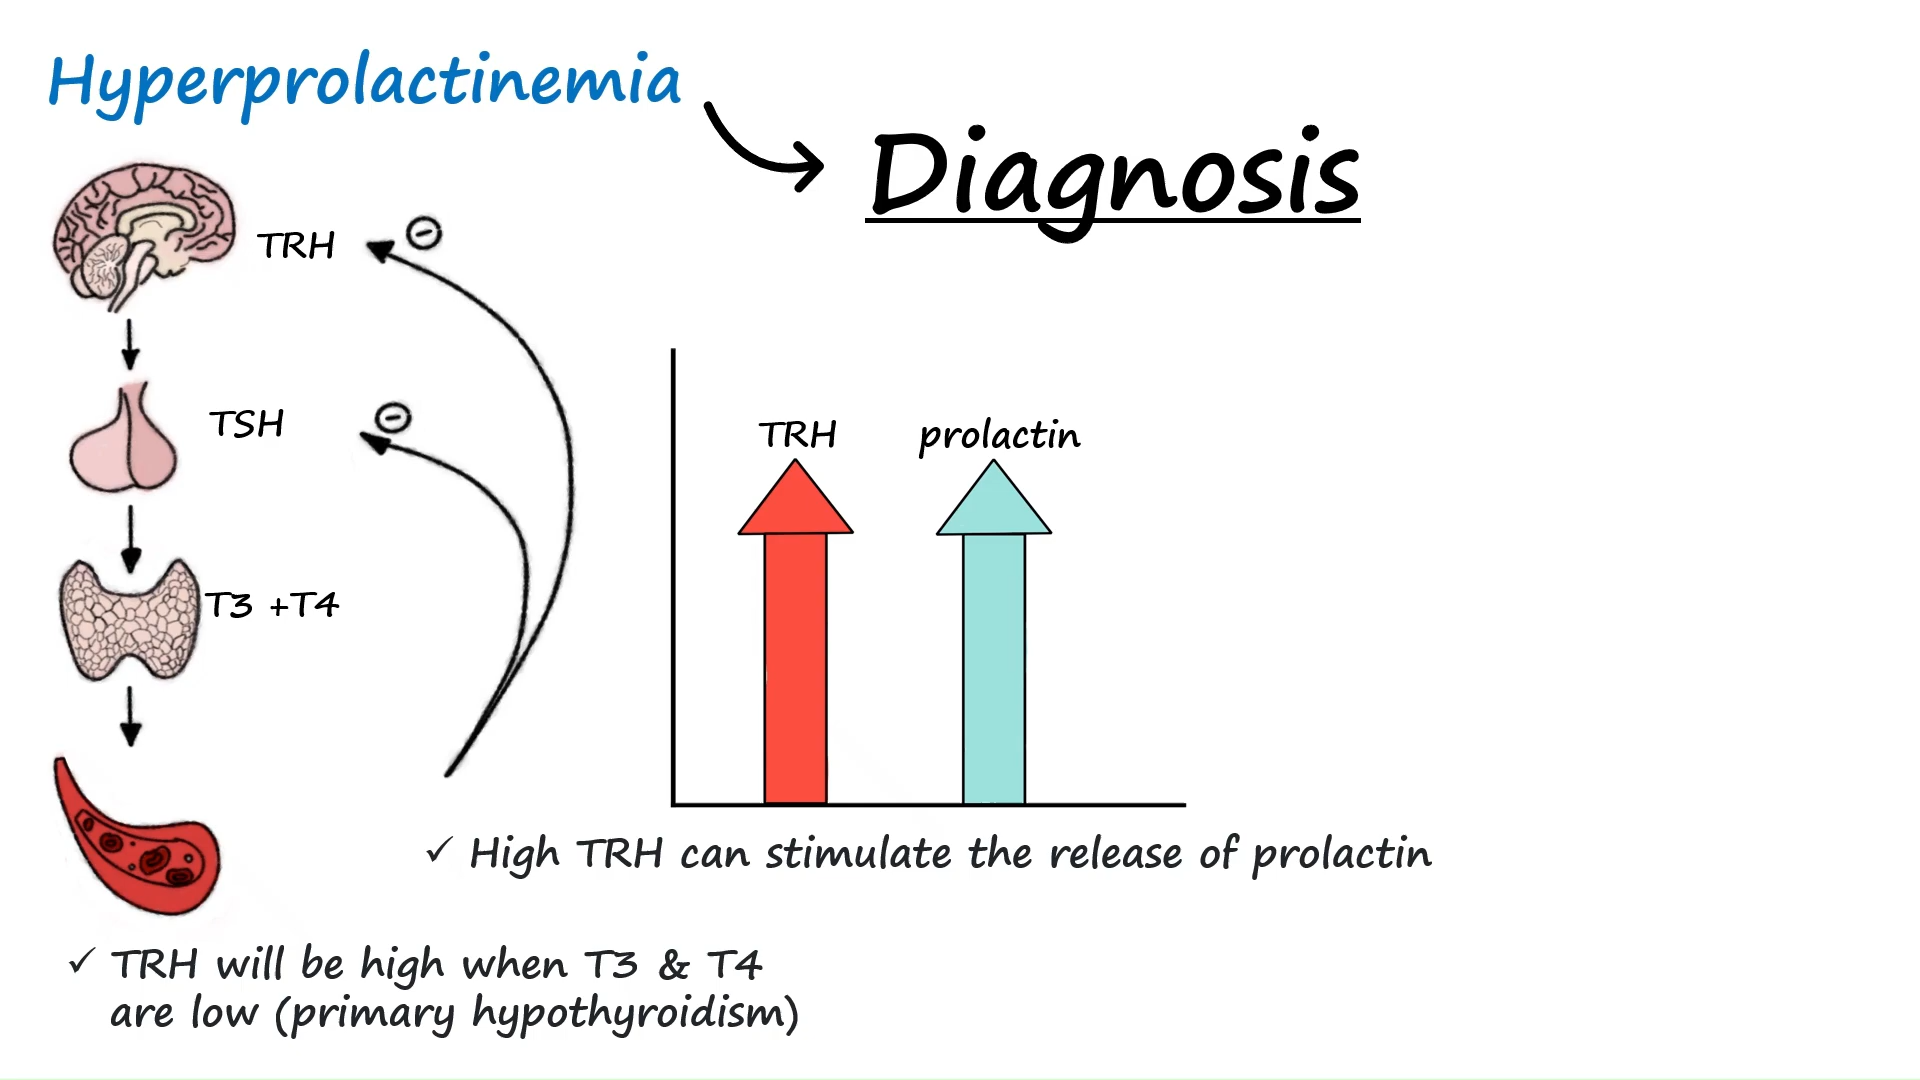 Hyperprolactinemia
Diagnosis
TRH
TSH
T3 +T4
TRH
prolactin
✓ High TRH can stimulate the release of prolactin
✓ TRH will be high when T3 & T4
are low (primary hypothyroidism)